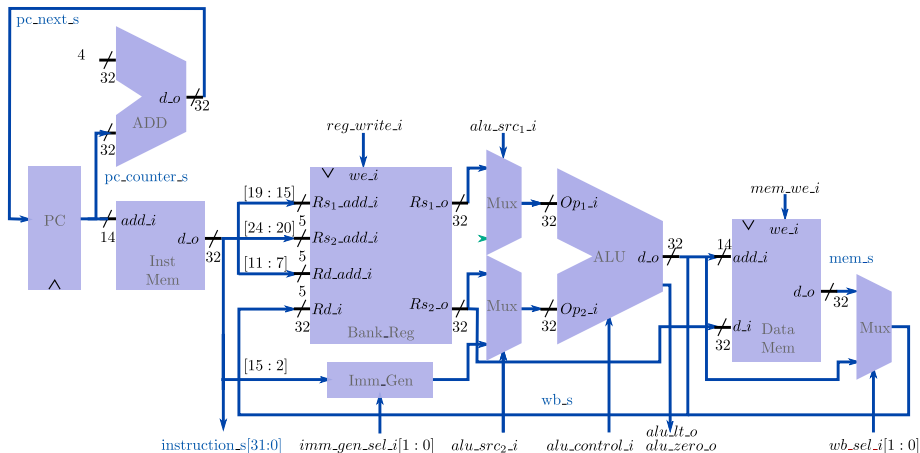 pc_next_s
4
32
d_o
32
ADD
32
pc_counter_s
reg_write_i
alu_src1_i
mem_we_i
PC
14
add_i
d_o
32
Inst
Mem
[19 : 15]
5
[24 : 20]
5
[11 : 7]
5
32
we_i
Rs1_add_i
Rs1_o
32
Rs2_add_i
Rd_add_i
Rd_i
Rs2_o
32
Bank_Reg
[15 : 2]
Imm_Gen
Mux
32
Mux
32
Op1_i
ALU
d_o
32
Op2_i
14
we_i
add_i
d_o
32
d_i
32
Data
Mem
mem_s
Mux
wb_s
instruction_s[31:0]
imm_gen_sel_i[1 : 0]
alu_src2_i
alu_control_i
alu_lt_o
alu_zero_o
wb_sel_i[1 : 0]